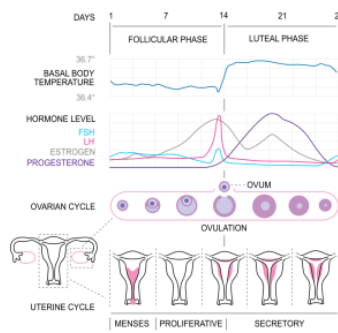 DAYS 1 7 14 21
FOLLICULAR PHASE LUTEAL PHASE
36.7°
BASAL BODY
TEMPERATURE
36.4°
HORMONE LEVEL
FSH
LH
ESTROGEN
PROGESTERONE
OVUM
OVARIAN CYCLE
OVULATION
UTERINE CYCLE
MENSES PROLIFERATIVE SECRETORY